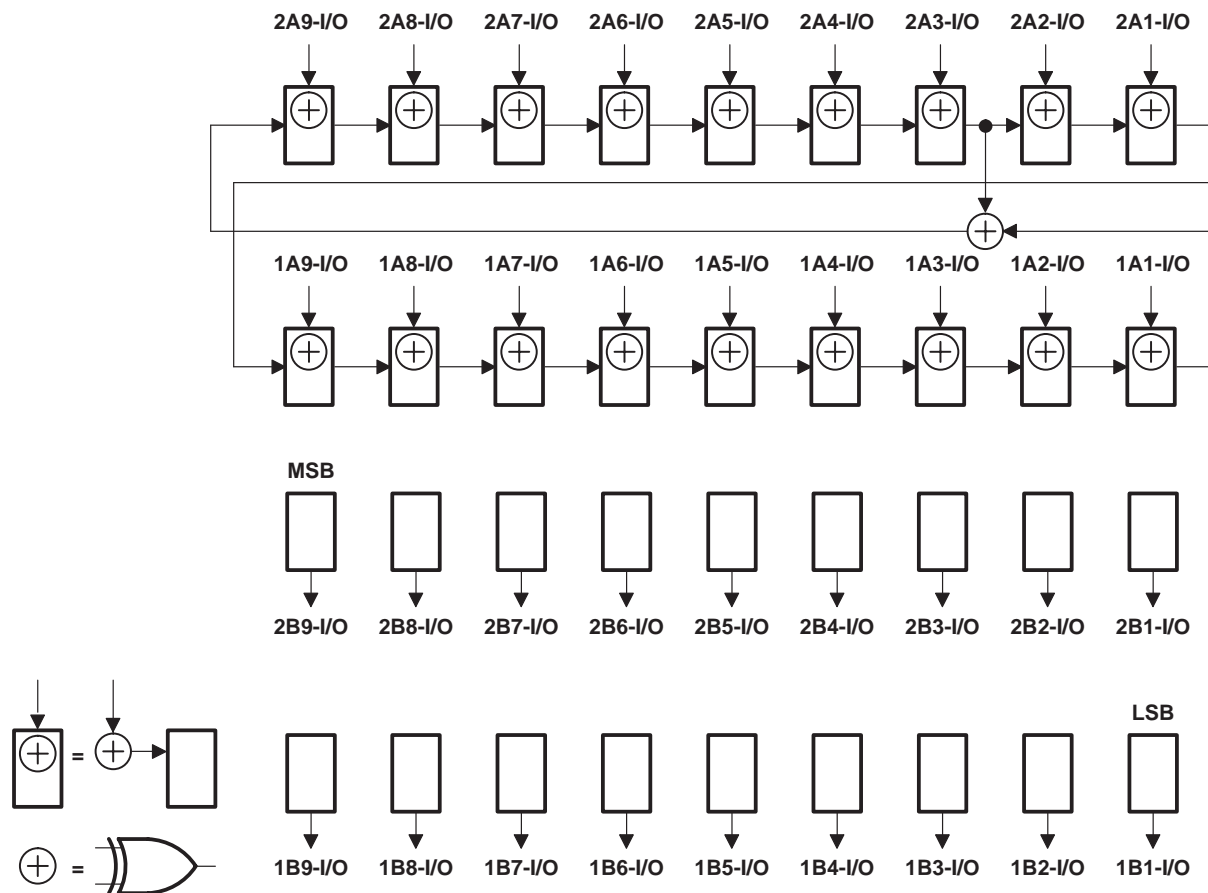 2A9-I/O 2A8-I/O 2A7-I/O 2A6-I/O 2A5-I/O 2A4-I/O 2A3-I/O 2A2-I/O 2A1-I/O
1A9-I/O 1A8-I/O 1A7-I/O 1A6-I/O 1A5-I/O 1A4-I/O 1A3-I/O 1A2-I/O 1A1-I/O
MSB
2B9-I/O 2B8-I/O 2B7-I/O 2B6-I/O 2B5-I/O 2B4-I/O 2B3-I/O 2B2-I/O 2B1-I/O
LSB
=
=
1B9-I/O 1B8-I/O 1B7-I/O 1B6-I/O 1B5-I/O 1B4-I/O 1B3-I/O 1B2-I/O 1B1-I/O